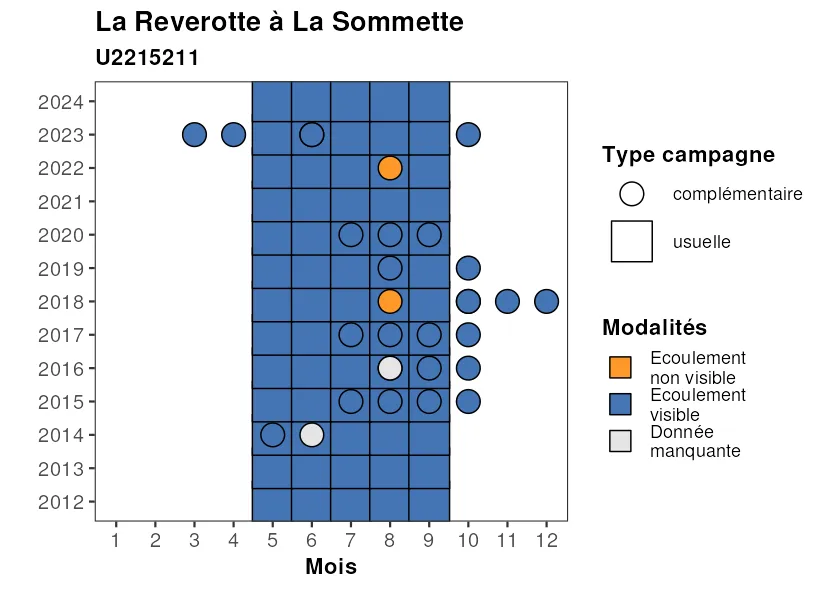 La Reverotte à La Sommette
U2215211
2024
2023
2022
2021
2020
2019
2018
2017
2016
2015
2014
2013
2012
1 2 3 4 5 6 7 8 9 10 11 12
Mois
Type campagne
complémentaire
usuelle
Modalités
Ecoulement
non visible
Ecoulement
visible
Donnée
manquante